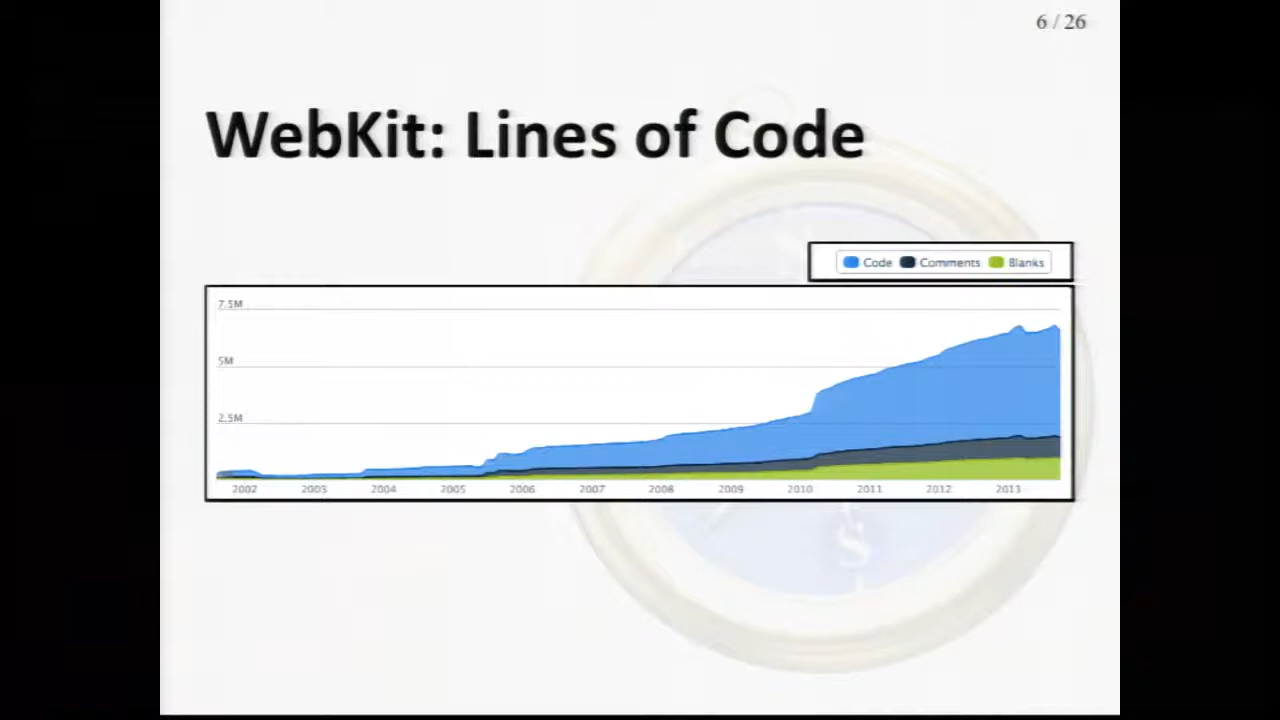 6 / 26
WebKit: Lines of Code
Code Comments Blanks
7.5M
5M
2.5M
2002 2003 2004 2005 2006 2007 2008 2009 2010 2011 2012 2013
S